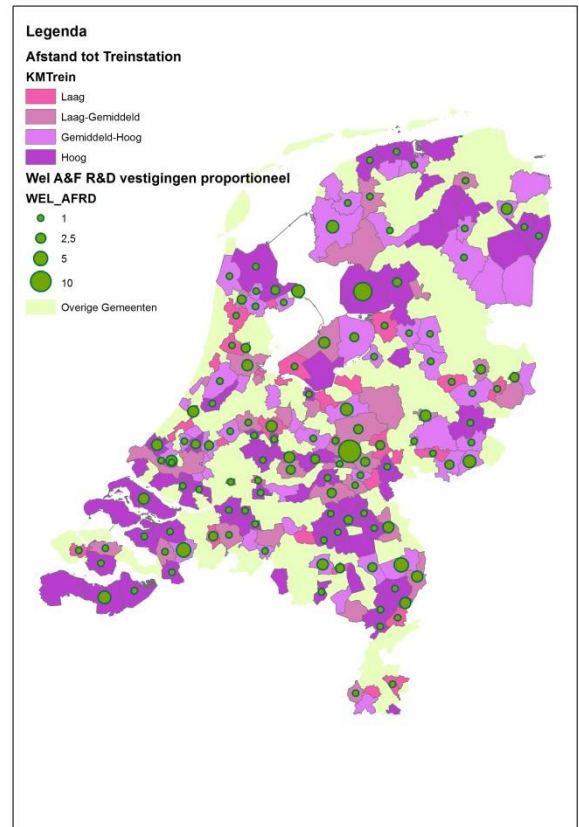 Legenda
Afstand tot Treinstation
KMTrein
Laag
Laag-Gemiddeld
Gemiddeld-Hoog
Hoog
Wel A&F R&D vestigingen proportioneel
WEL_AFRD
1
2,5
5
10
Overige Gemeenten